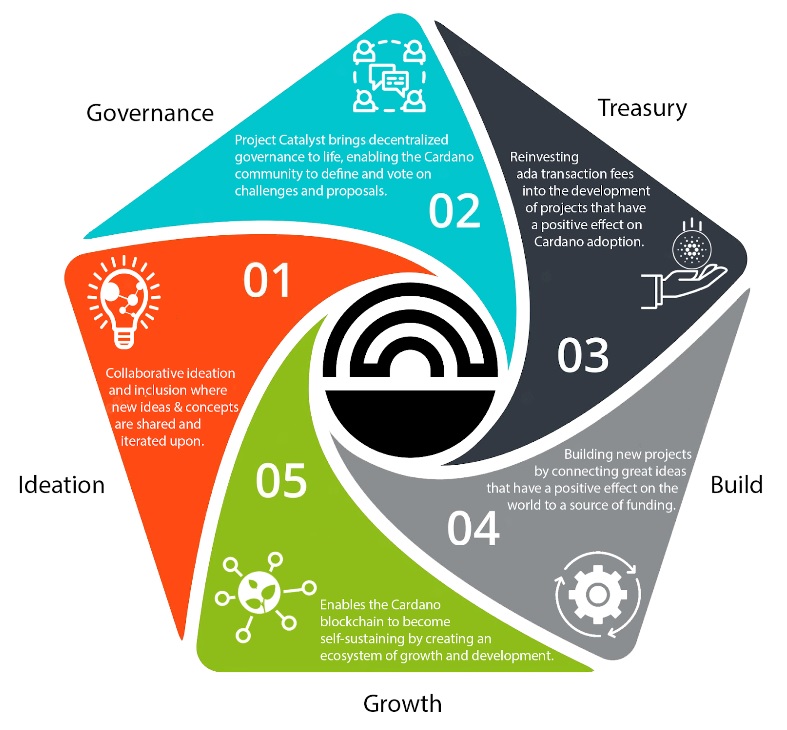 Governance
Project Catalyst brings decentralized
governance to life, enabling the Cardano
community to define and vote on
challenges and proposals.
02
Treasury
Reinvesting
ada transaction fees
into the development
of projects that have
a positive effect on
Cardano adoption.
03
01
Collaborative ideation
and inclusion where
new ideas & concepts
are shared and
iterated upon.
Ideation
Building new projects
by connecting great ideas
that have a positive effect on the
world to a source of funding.
04
Build
05
Enables the Cardano
blockchain to become
self-sustaining by creating an
ecosystem of growth and development.
Growth